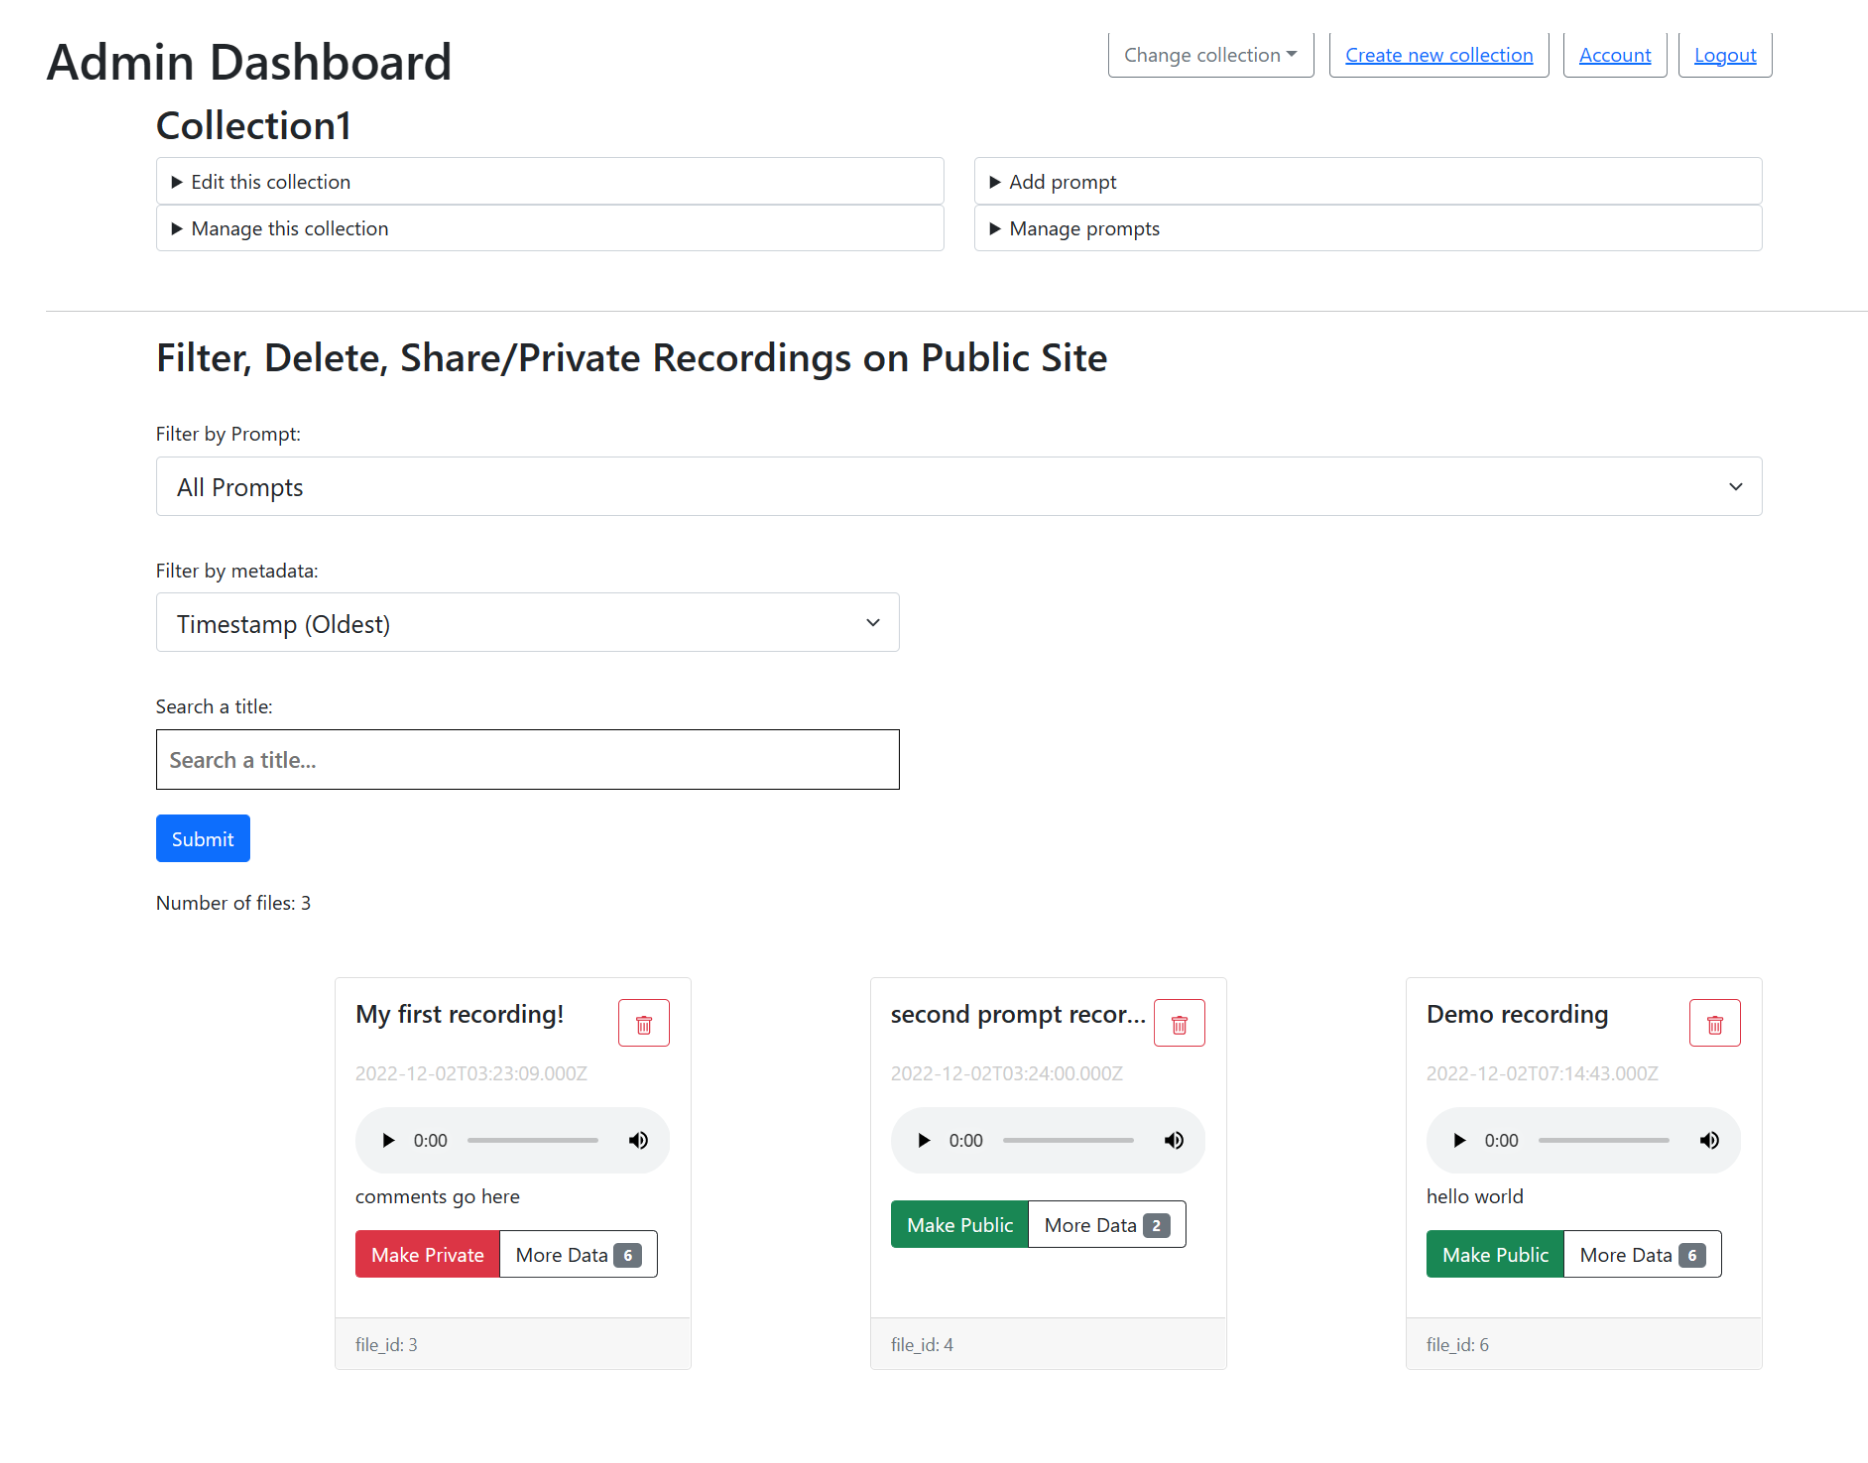 Admin Dashboard
Change collection
Create new collection
Account
Logout
Collection1
Edit this collection
Add prompt
Manage this collection
Manage prompts
Filter, Delete, Share/Private Recordings on Public Site
Filter by Prompt:
All Prompts
Filter by metadata:
Timestamp (Oldest)
Search a title:
Search a title...
Submit
Number of files: 3
My first recording!
2022-12-02T03:23:09.000Z
0:00
comments go here
Make Private
More Data 6
file_id: 3
second prompt recor...
2022-12-02T03:24:00.000Z
0:00
Make Public
More Data 2
file_id: 4
Demo recording
2022-12-02T07:14:43.000Z
0:00
hello world
Make Public
More Data 6
file_id: 6